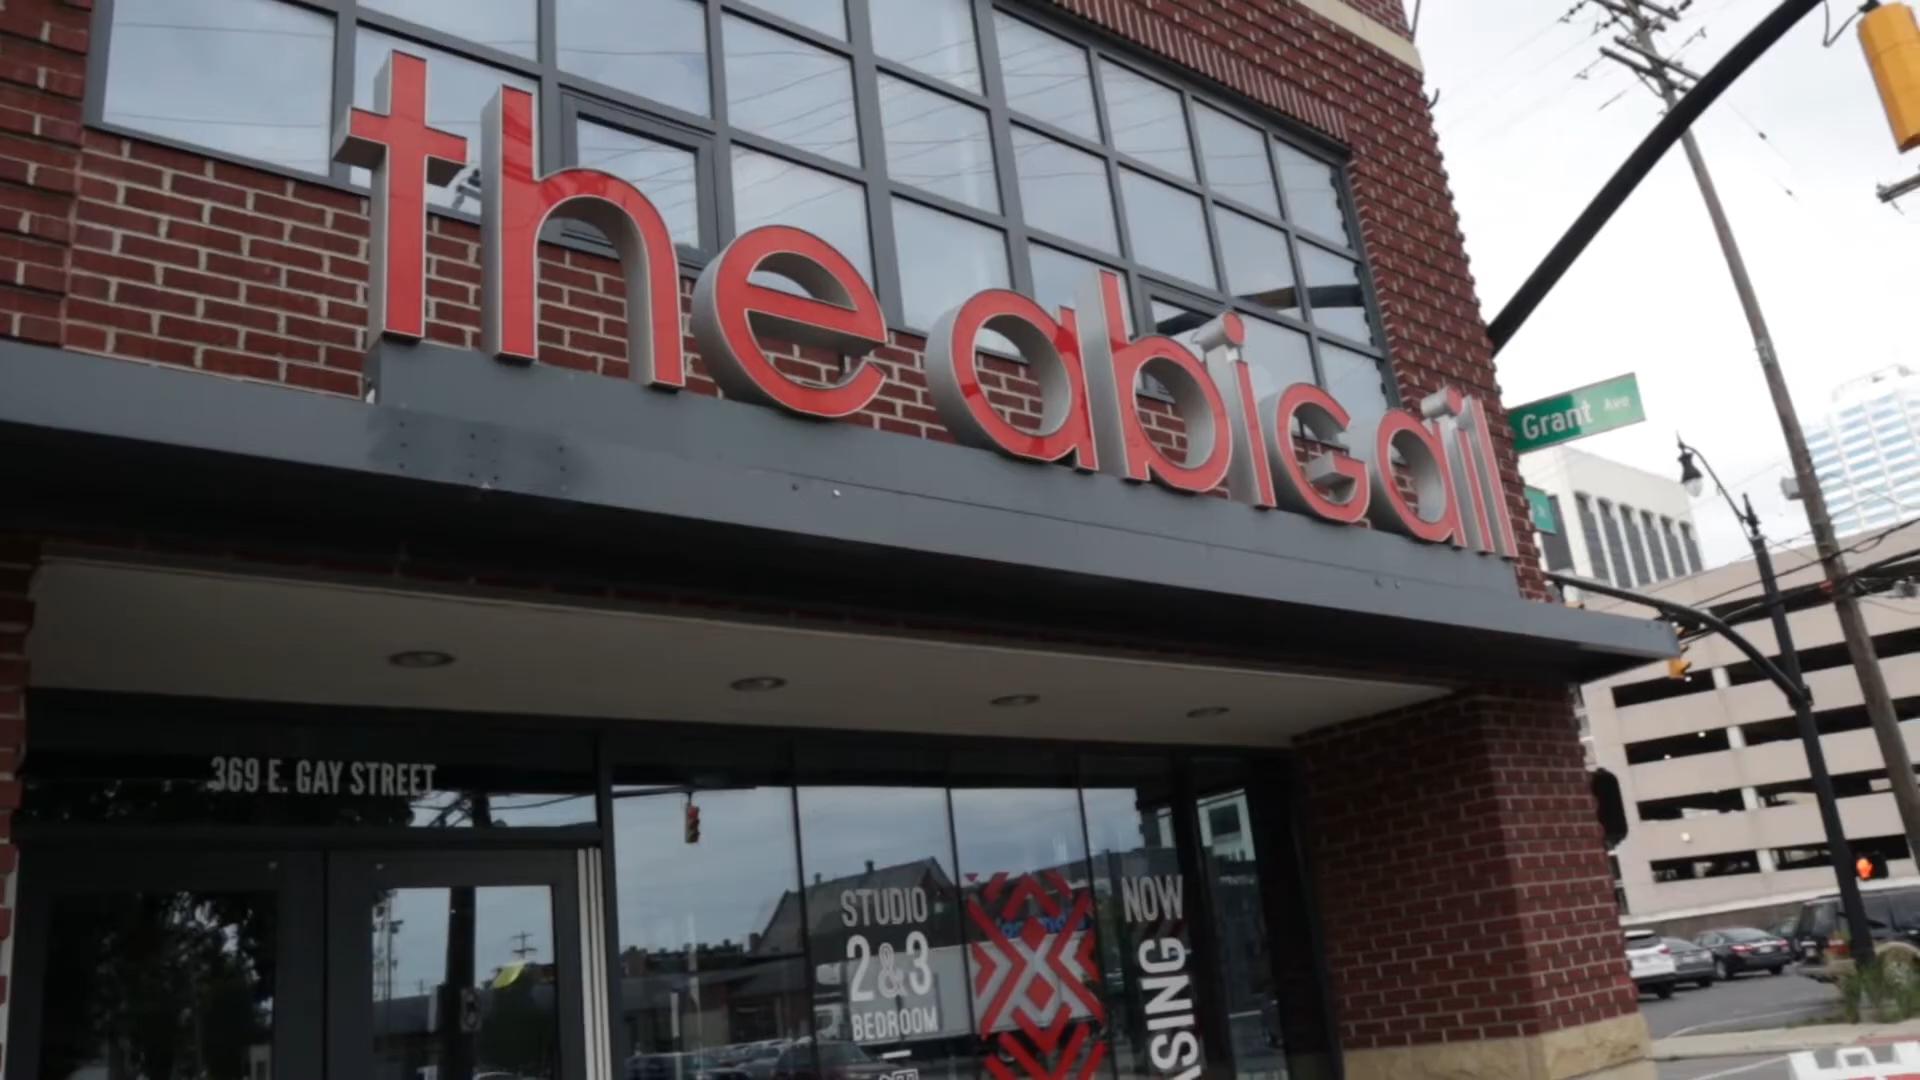 the abigail
Grant Ave
369 E. GAY STREET
STUDIO
2&3
BEDROOM
NOW